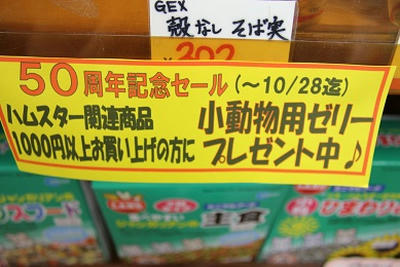 GEX
殻なし そば実
302
50周年記念セール(〜10/28迄)
ハムスター関連商品
1000円以上お買い上げの方に
小動物用ゼリー
プレゼント中♪
主食
ひまわり